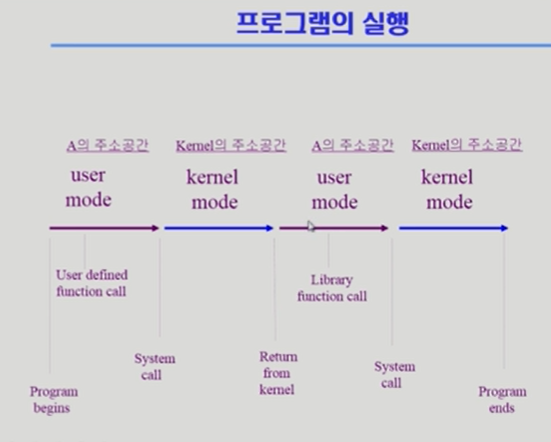 프로그램의 실행
A의 주소공간
Kernel의 주소공간
A의 주소공간
Kernel의 주소공간
user
mode
kernel
mode
user
mode
kernel
mode
User defined
function call
Library
function call
System
call
Return
from
kernel
System
call
Program
begins
Program
ends